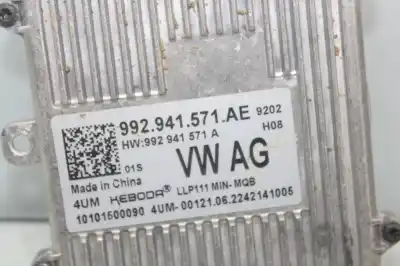 992.941.571.AE 9202
HW:992 941 571 A H08
01S VW AG
Made in China
4UM KEBODA® LLP111 MIN-MQB
10101500090 4UM-00121.06.2242141005